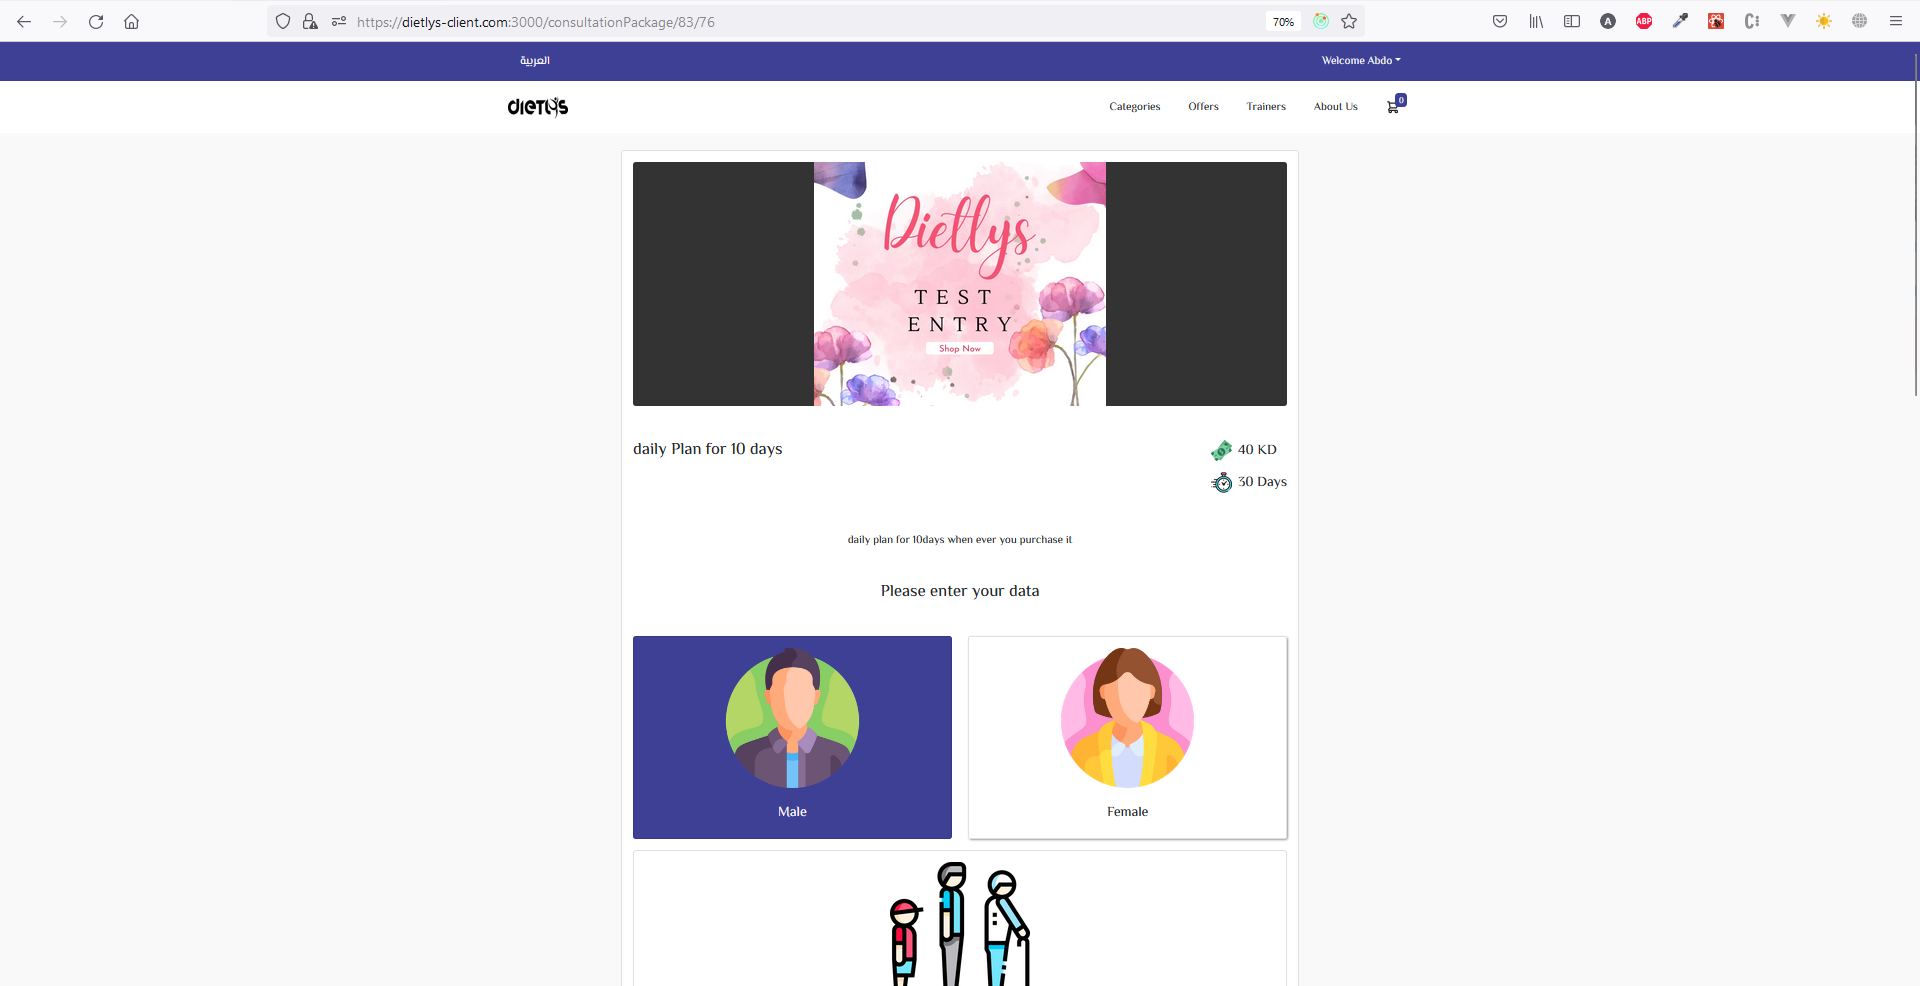 https://dietlys-client.com:3000/consultationPackage/83/76
70%
A
ABP
العربية
Welcome Abdo
DIETLYS
Categories
Offers
Trainers
About Us
0
Dietlys
TEST
ENTRY
Shop Now
daily Plan for 10 days
40 KD
30 Days
daily plan for 10days when ever you purchase it
Please enter your data
Male
Female